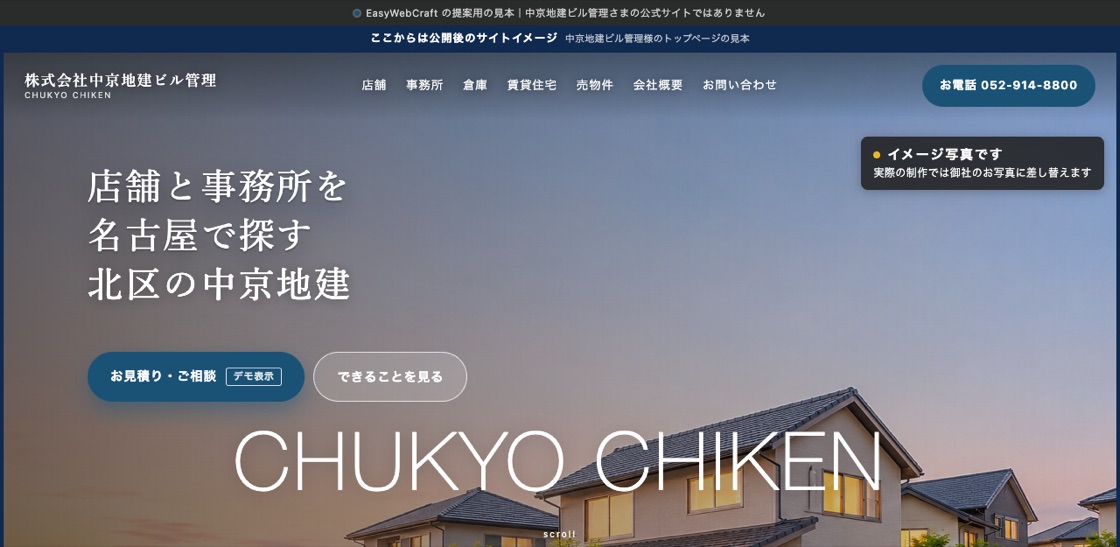 EasyWebCraft の提案用の見本｜中京地建ビル管理さまの公式サイトではありません
ここからは公開後のサイトイメージ 中京地建ビル管理様のトップページの見本
株式会社中京地建ビル管理
CHUKYO CHIKEN
店舗 事務所 倉庫 賃貸住宅 売物件 会社概要 お問い合わせ
お電話 052-914-8800
イメージ写真です
実際の制作では御社のお写真に差し替えます
店舗と事務所を
名古屋で探す
北区の中京地建
お見積り・ご相談 デモ表示
できることを見る
CHUKYO CHIKEN
scroll